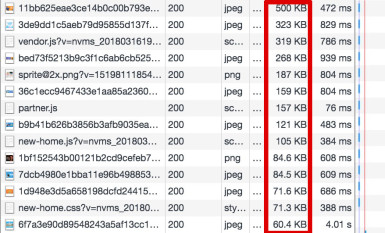 11bb625eae3ce14b0c00b793e... 200 jpeg ... 500 KB 472 ms
3de9dd1c5aeb79d95855d137f... 200 jpeg ... 323 KB 829 ms
vendor.js?v=nvms_2018031619... 200 sc... ... 319 KB 786 ms
bed73f5213b9c3f1c6ab6cb525... 200 jpeg ... 268 KB 939 ms
sprite@2x.png?v=15198111854... 200 png ... 187 KB 804 ms
36c1ecc9467433e1aa85a2360... 200 jpeg ... 159 KB 804 ms
partner.js 200 sc... ... 157 KB 76 ms
b9b41b626b3856b3afb9035ea... 200 jpeg ... 121 KB 483 ms
new-home.js?v=nvms_201803... 200 sc... ... 105 KB 384 ms
1bf152543b00121b2cd9cefeb7... 200 png ... 84.6 KB 608 ms
7dcb4980e1bba11e96b498853... 200 jpeg ... 84.5 KB 609 ms
1d948e3d5a658198dcfd24415... 200 jpeg ... 71.6 KB 686 ms
new-home.css?v=nvms_20180... 200 sty... ... 71.3 KB 388 ms
6f7a3e90d89548243a5af13cc1... 200 jpeg ... 60.4 KB 4.01 s